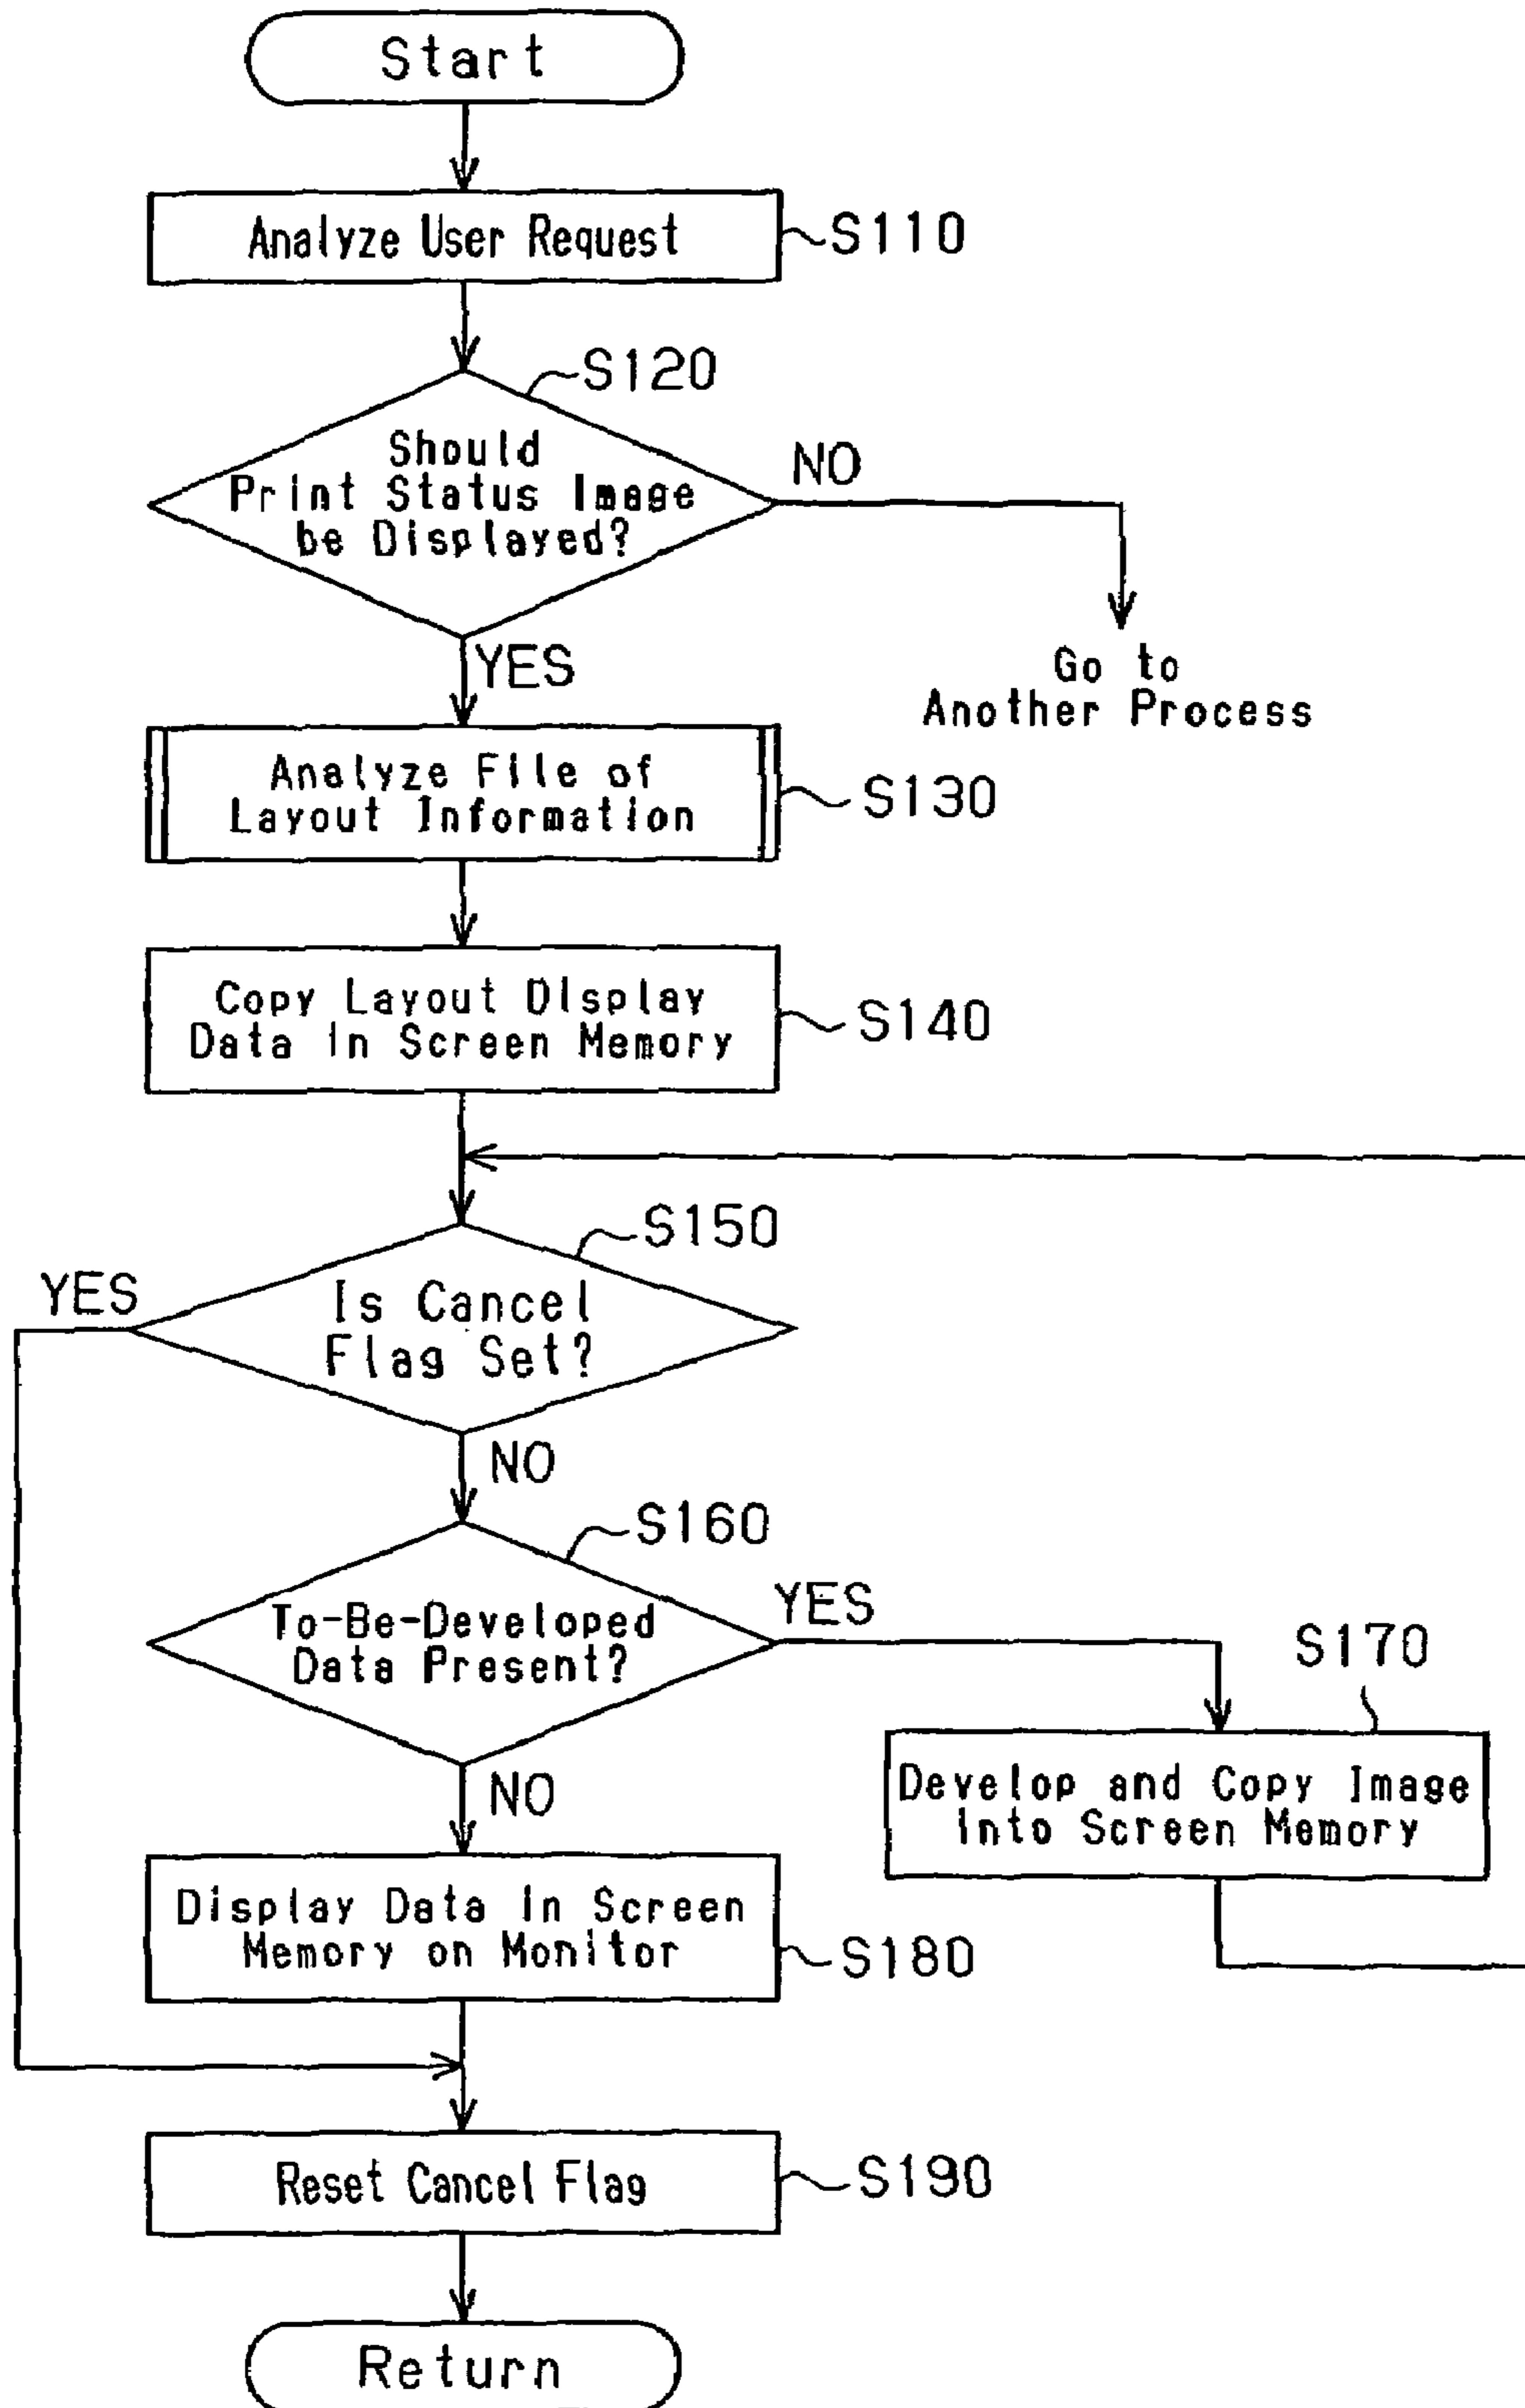 Start
Analyze User Request
S110
S120
Should
Print Status Image
be Displayed?
NO
YES
Go to
Another Process
Analyze File of
Layout Information
S130
Copy Layout Display
Data in Screen Memory
S140
S150
YES
Is Cancel
Flag Set?
NO
S160
To-Be-Developed
Data Present?
YES
S170
NO
Develop and Copy Image
into Screen Memory
Display Data in Screen
Memory on Monitor
S180
Reset Cancel Flag
S190
Return